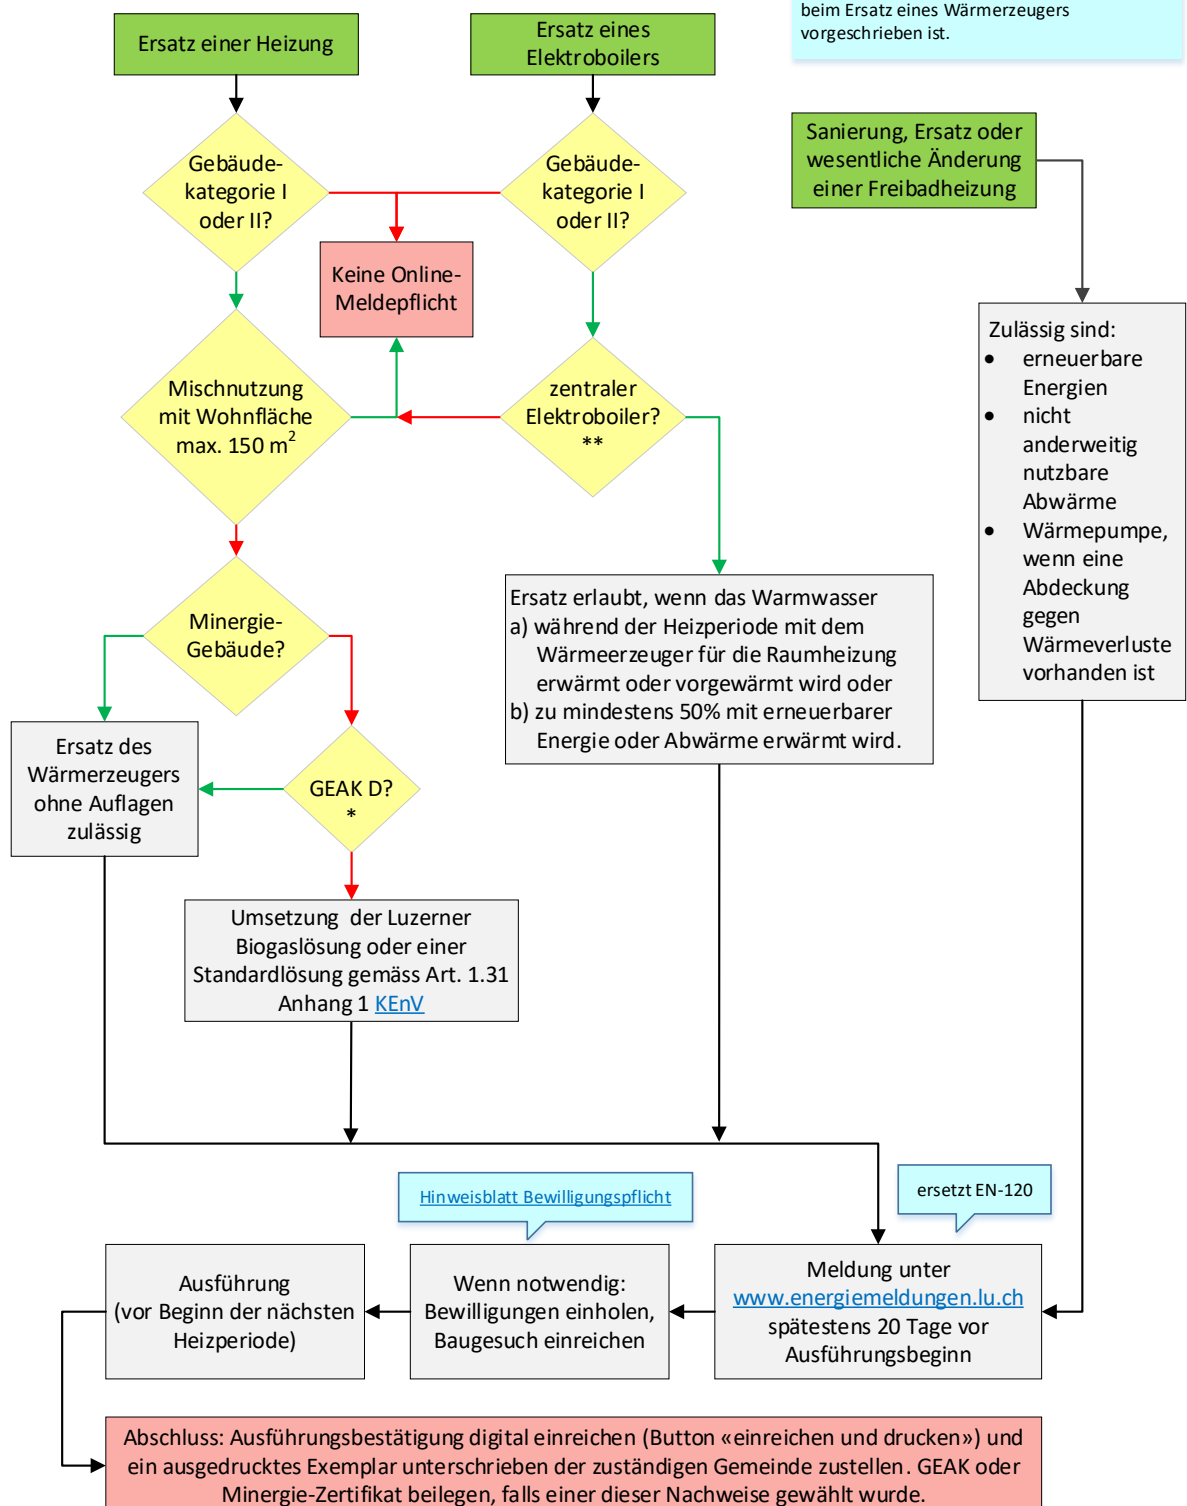 beim Ersatz eines Wärmerzeugers
vorgeschrieben ist.
Ersatz einer Heizung
Ersatz eines
Elektroboilers
Sanierung, Ersatz oder
wesentliche Änderung
einer Freibadheizung
Gebäude-
kategorie I
oder II?
Gebäude-
kategorie I
oder II?
Keine Online-
Meldepflicht
Zulässig sind:
• erneuerbare
Energien
• nicht
anderweitig
nutzbare
Abwärme
• Wärmepumpe,
wenn eine
Abdeckung
gegen
Wärmeverluste
vorhanden ist
Mischnutzung
mit Wohnfläche
max. 150 m²
zentraler
Elektroboiler?
**
Minergie-
Gebäude?
Ersatz erlaubt, wenn das Warmwasser
a) während der Heizperiode mit dem
Wärmeerzeuger für die Raumheizung
erwärmt oder vorgewärmt wird oder
b) zu mindestens 50% mit erneuerbarer
Energie oder Abwärme erwärmt wird.
Ersatz des
Wärmerzeugers
ohne Auflagen
zulässig
GEAK D?
*
Umsetzung der Luzerner
Biogaslösung oder einer
Standardlösung gemäss Art. 1.31
Anhang 1 KEnV
Hinweisblatt Bewilligungspflicht
ersetzt EN-120
Ausführung
(vor Beginn der nächsten
Heizperiode)
Wenn notwendig:
Bewilligungen einholen,
Baugesuch einreichen
Meldung unter
www.energiemeldungen.lu.ch
spätestens 20 Tage vor
Ausführungsbeginn
Abschluss: Ausführungsbestätigung digital einreichen (Button «einreichen und drucken») und
ein ausgedrucktes Exemplar unterschrieben der zuständigen Gemeinde zustellen. GEAK oder
Minergie-Zertifikat beilegen, falls einer dieser Nachweise gewählt wurde.